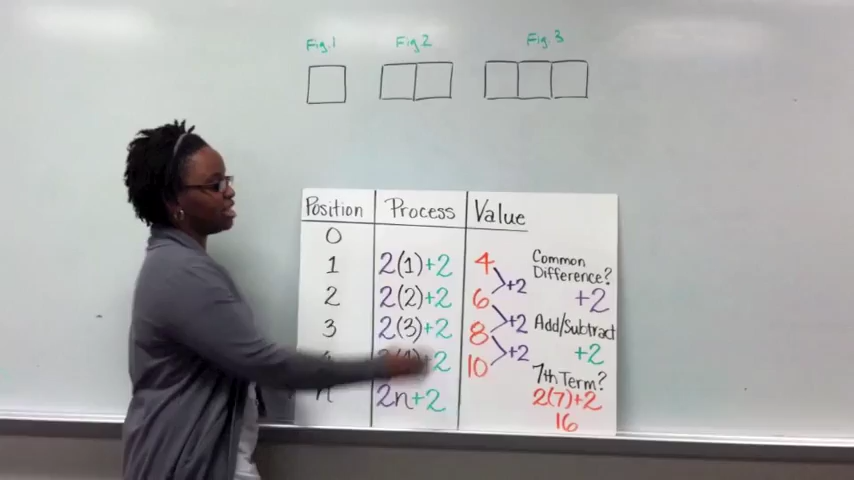 Fig.1 Fig 2 Fig. 3
Position Process Value
0
1 2(1)+2 4
2 2(2)+2 6
3 2(3)+2 8
+2 10
n 2n+2
>+2
>+2
>+2
Common
Difference?
+2
Add/Subtract
+2
7th Term?
2(7)+2
16